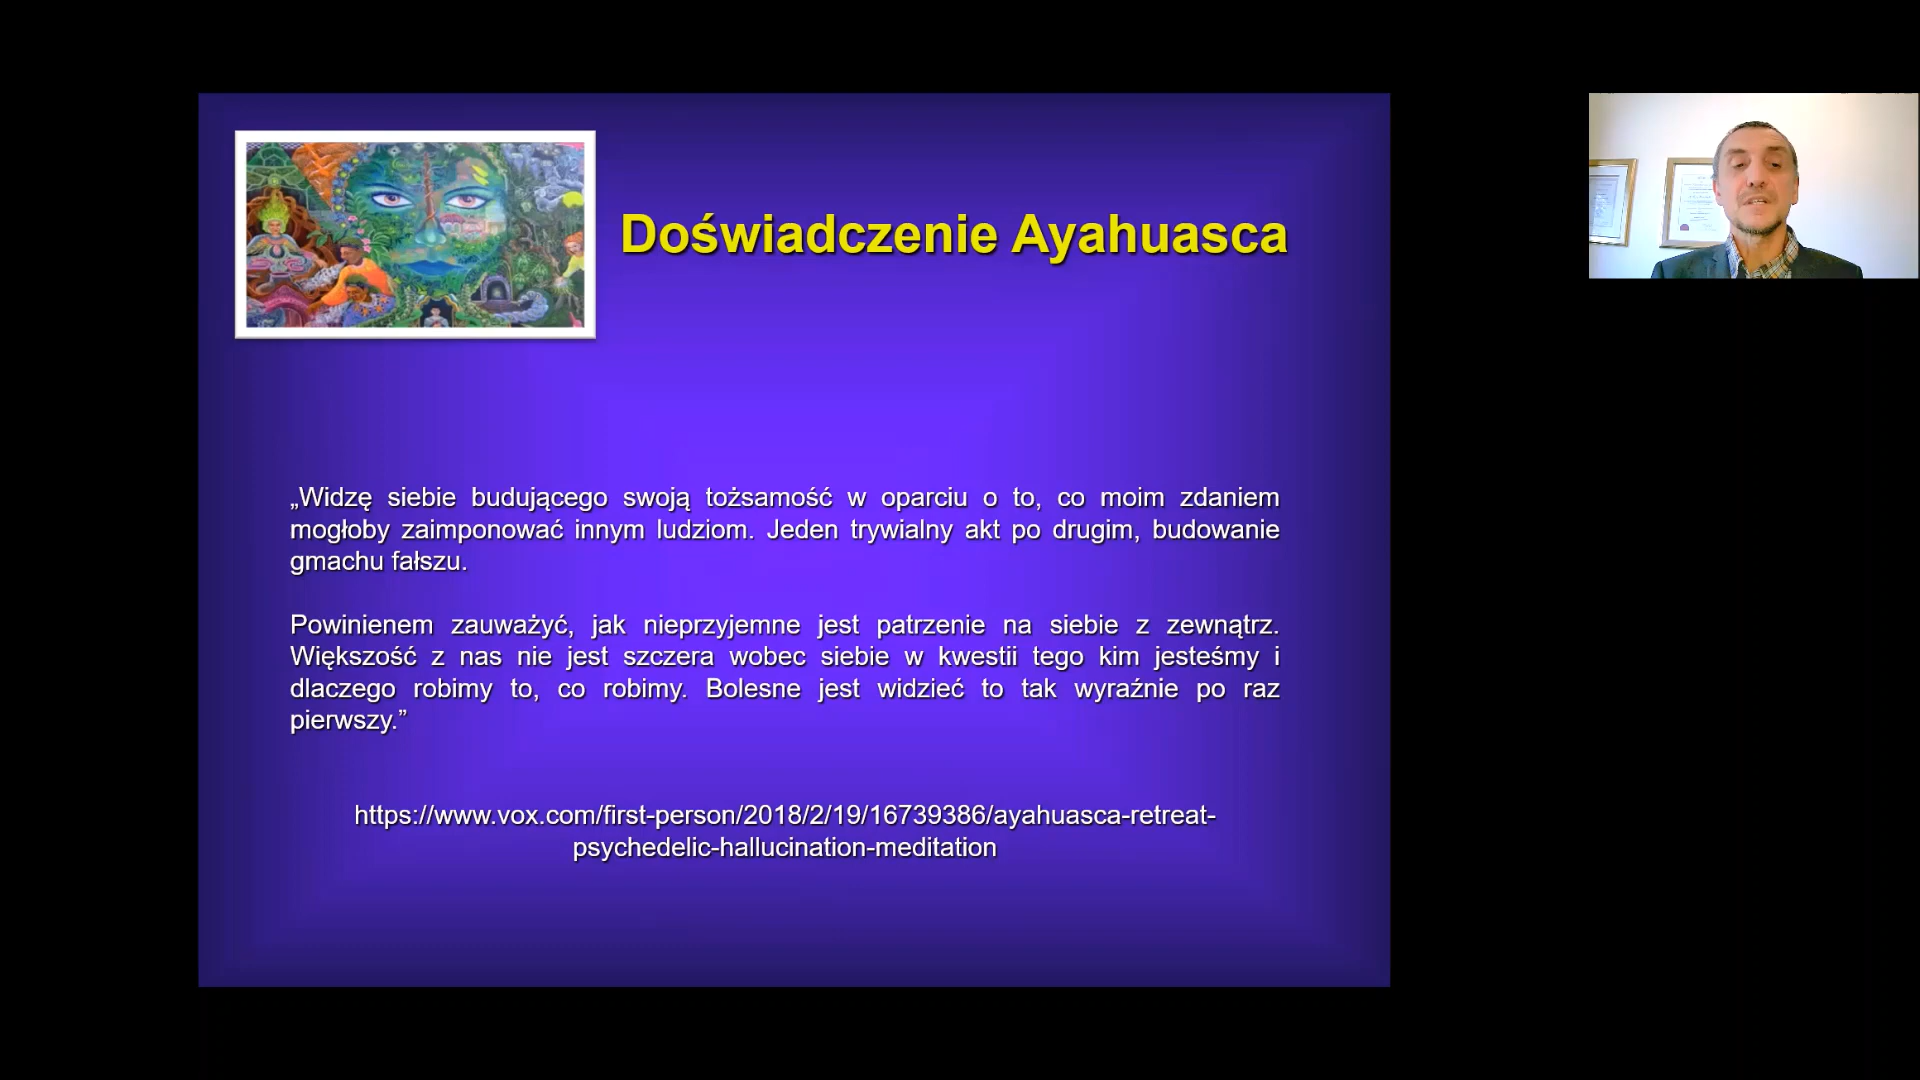 Doświadczenie Ayahuasca
„Widzę siebie budującego swoją tożsamość w oparciu o to, co moim zdaniem
mogłoby zaimponować innym ludziom. Jeden trywialny akt po drugim, budowanie
gmachu fałszu.
Powinienem zauważyć, jak nieprzyjemne jest patrzenie na siebie z zewnątrz.
Większość z nas nie jest szczera wobec siebie w kwestii tego kim jesteśmy i
dlaczego robimy to, co robimy. Bolesne jest widzieć to tak wyraźnie po raz
pierwszy.”
https://www.vox.com/first-person/2018/2/19/16739386/ayahuasca-retreat-
psychedelic-hallucination-meditation